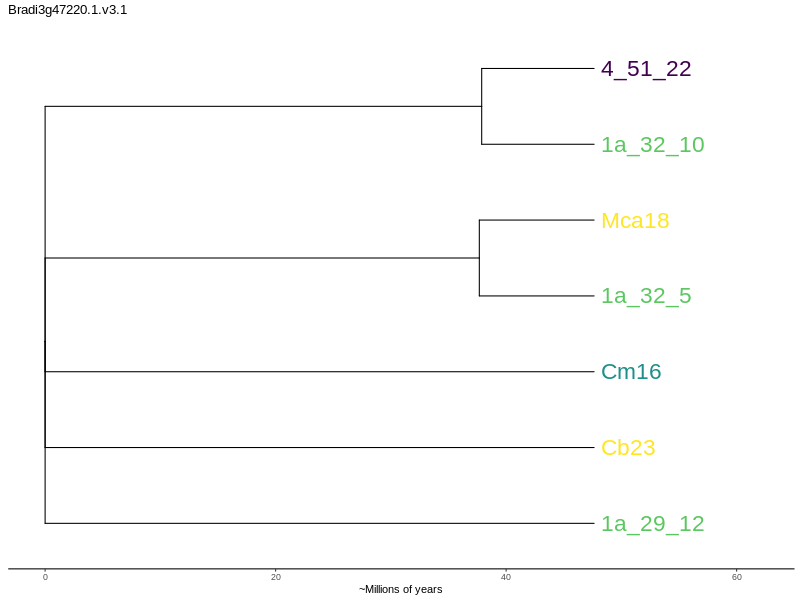 Bradi3g47220.1.v3.1
4_51_22
1a_32_10
Mca18
1a_32_5
Cm16
Cb23
1a_29_12
0 20 40 60
~Millions of years